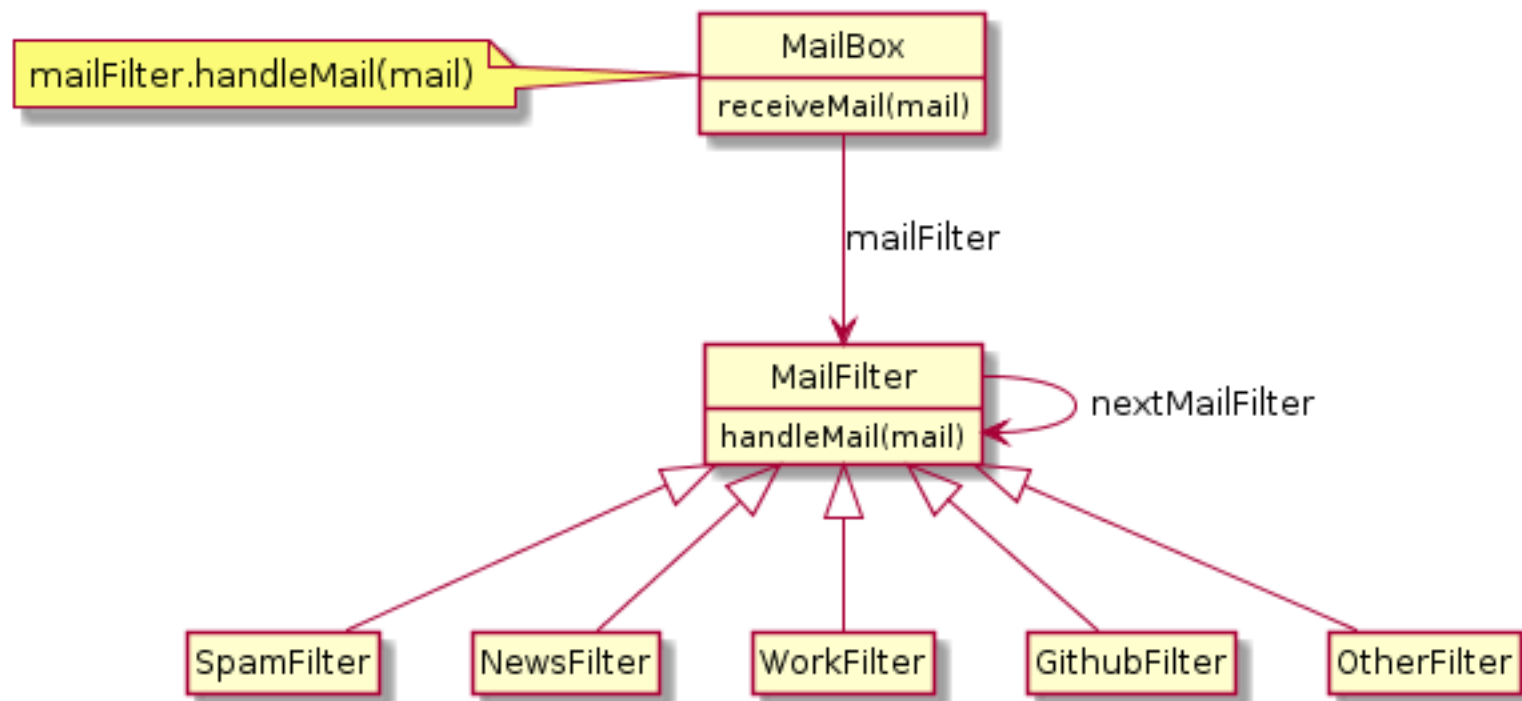 MailBox
mailFilter.handleMail(mail)
receiveMail(mail)
mailFilter
MailFilter
nextMailFilter
handleMail(mail)
SpamFilter
NewsFilter
WorkFilter
GithubFilter
OtherFilter